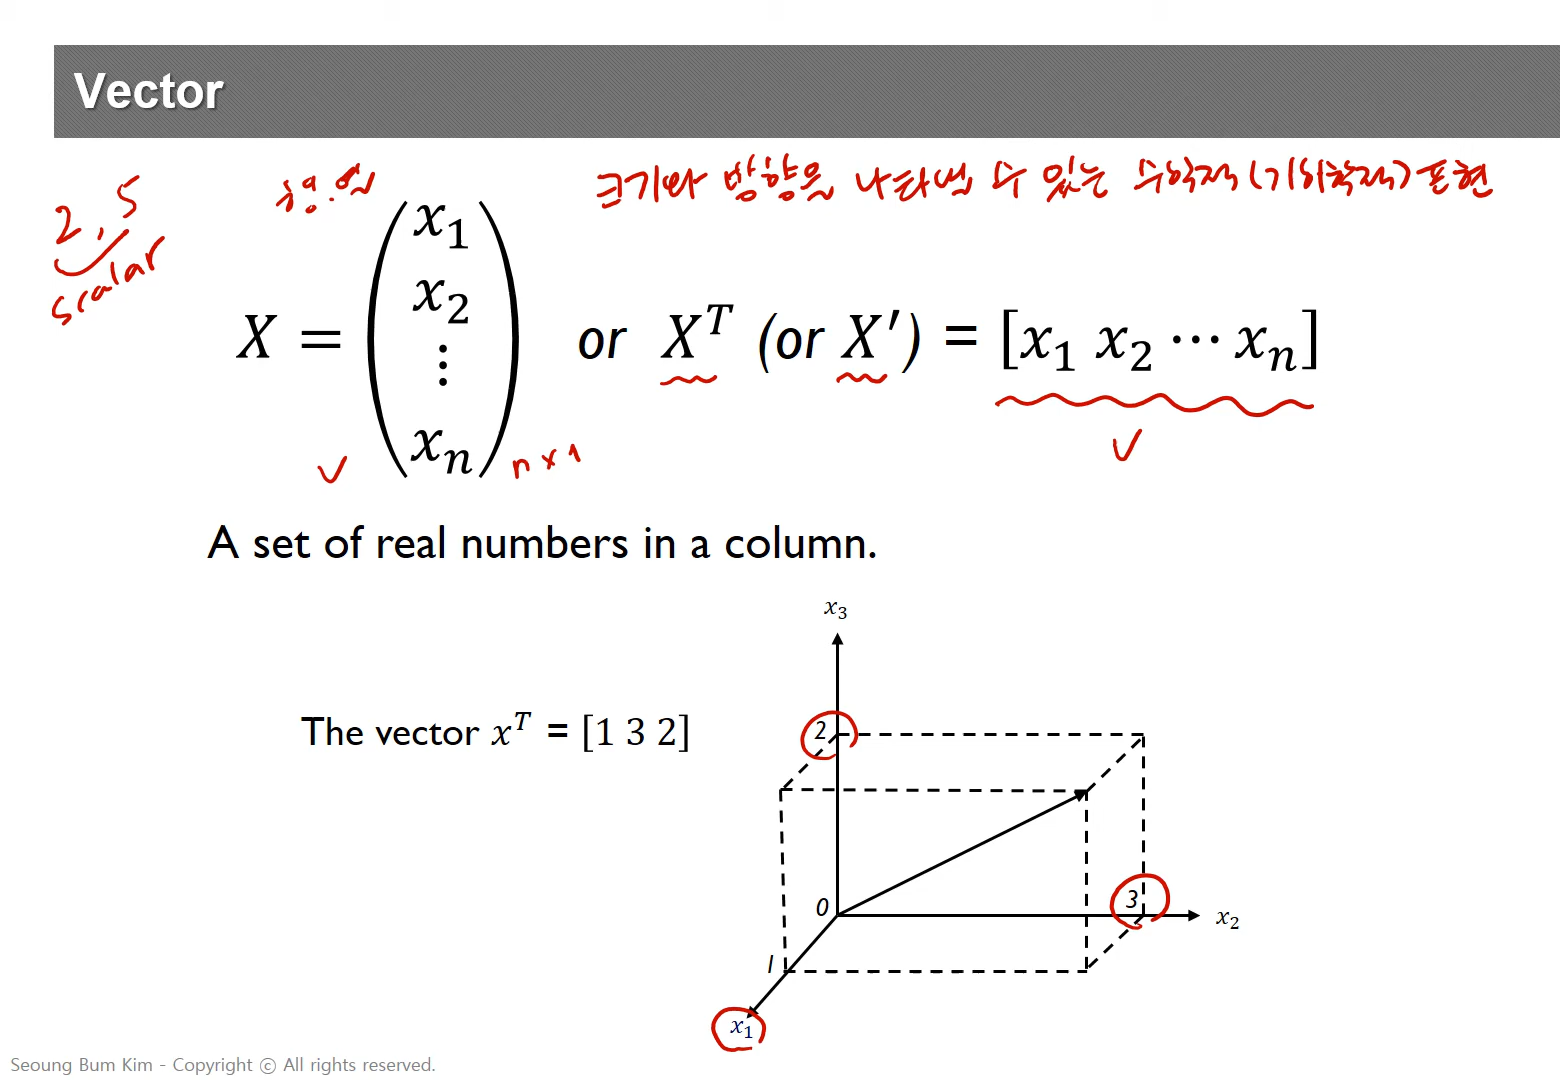 Vector
크기와 방향을 나타낼 수 있는 수학적(기하학적) 표현
2, 5
scalar
X = (x₁ x₂ ⋮ xₙ) n×1 or Xᵀ (or X′) = [x₁ x₂ ⋯ xₙ]
A set of real numbers in a column.
The vector xᵀ = [1 3 2]
x₃
2
0
3
x₂
1
x₁
Seoung Bum Kim - Copyright ⓒ All rights reserved.